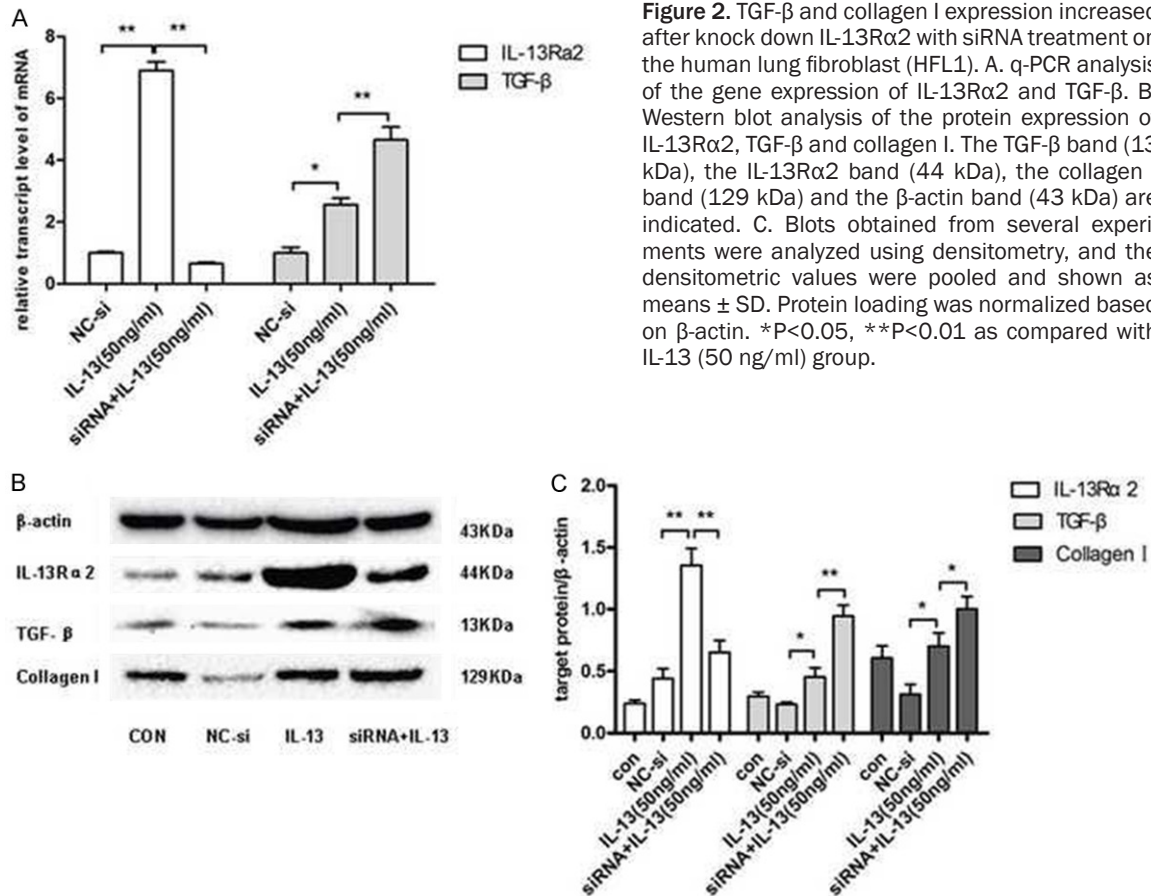 A
relative transcript level of mRNA
8
6
4
2
0
**
**
*
**
IL-13Ra2
TGF-β
NC-si
IL-13(50ng/ml)
siRNA+IL-13(50ng/ml)
NC-si
IL-13(50ng/ml)
siRNA+IL-13(50ng/ml)
Figure 2. TGF-β and collagen I expression increased
after knock down IL-13Rα2 with siRNA treatment on
the human lung fibroblast (HFL1). A. q-PCR analysis
of the gene expression of IL-13Rα2 and TGF-β. B.
Western blot analysis of the protein expression of
IL-13Rα2, TGF-β and collagen I. The TGF-β band (13
kDa), the IL-13Rα2 band (44 kDa), the collagen I
band (129 kDa) and the β-actin band (43 kDa) are
indicated. C. Blots obtained from several experi-
ments were analyzed using densitometry, and the
densitometric values were pooled and shown as
means ± SD. Protein loading was normalized based
on β-actin. *P<0.05, **P<0.01 as compared with
IL-13 (50 ng/ml) group.
B
β-actin 43KDa
IL-13Rα2 44KDa
TGF-β 13KDa
Collagen I 129KDa
CON NC-si IL-13 siRNA+IL-13
C
target protein/β-actin
2.0
1.5
1.0
0.5
0.0
**
**
*
**
*
*
IL-13Rα 2
TGF-β
Collagen I
con
NC-si
IL-13(50ng/ml)
siRNA+IL-13(50ng/ml)
con
NC-si
IL-13(50ng/ml)
siRNA+IL-13(50ng/ml)
con
NC-si
IL-13(50ng/ml)
siRNA+IL-13(50ng/ml)